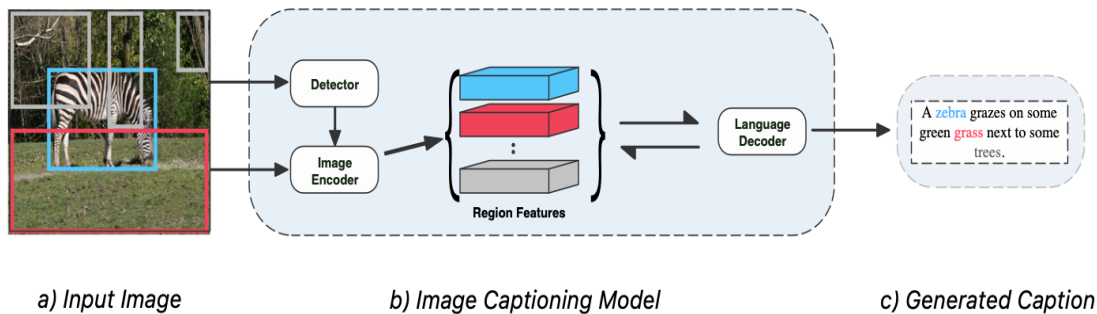 Detector
Image
Encoder
Region Features
Language
Decoder
A zebra grazes on some
green grass next to some
trees.
a) Input Image
b) Image Captioning Model
c) Generated Caption